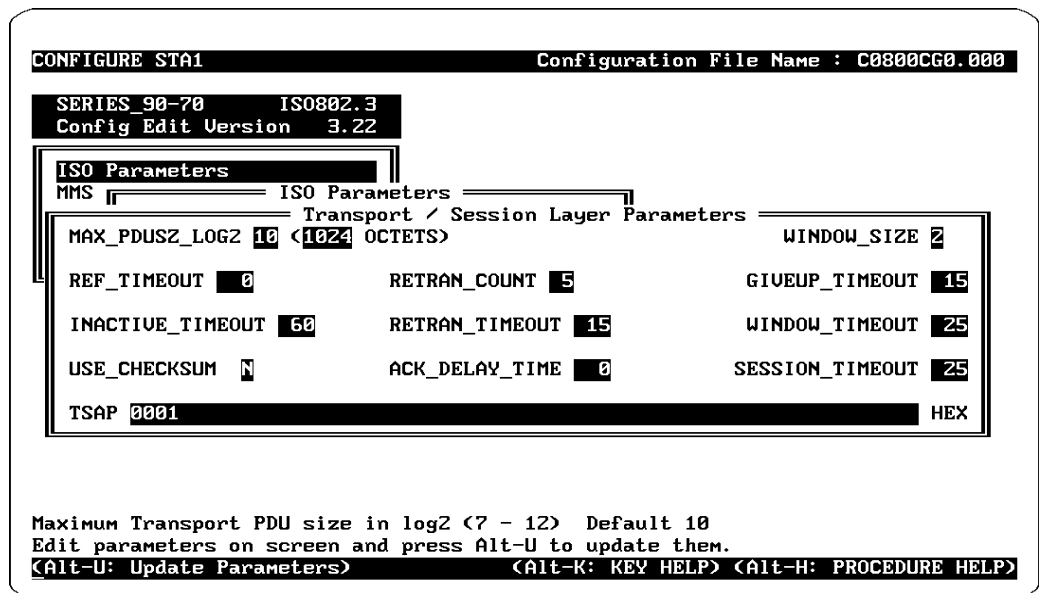 CONFIGURE STA1 Configuration File Name : C0800CG0.000
SERIES_90-70 ISO802.3
Config Edit Version 3.22
ISO Parameters
MMS ISO Parameters
Transport / Session Layer Parameters
MAX_PDUSZ_LOG2 10 (1024 OCTETS) WINDOW_SIZE 2
REF_TIMEOUT 0 RETRAN_COUNT 5 GIVEUP_TIMEOUT 15
INACTIVE_TIMEOUT 60 RETRAN_TIMEOUT 15 WINDOW_TIMEOUT 25
USE_CHECKSUM N ACK_DELAY_TIME 0 SESSION_TIMEOUT 25
TSAP 0001 HEX
Maximum Transport PDU size in log2 (7 - 12) Default 10
Edit parameters on screen and press Alt-U to update them.
(Alt-U: Update Parameters) (Alt-K: KEY HELP) (Alt-H: PROCEDURE HELP)